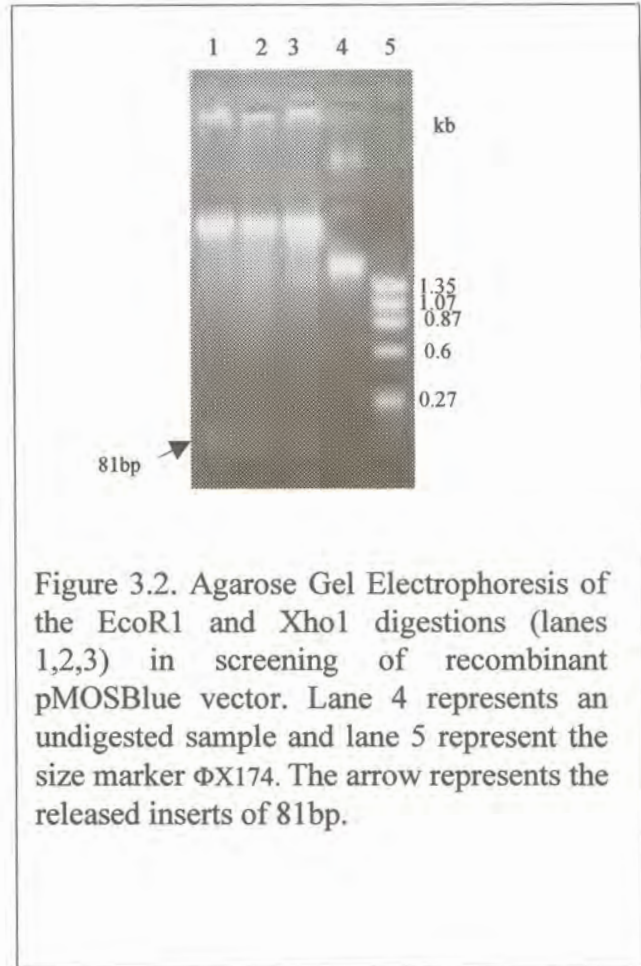 1 2 3 4 5
kb
1.35
1.07
0.87
0.6
0.27
81bp
Figure 3.2. Agarose Gel Electrophoresis of
the EcoR1 and Xho1 digestions (lanes
1,2,3) in screening of recombinant
pMOSBlue vector. Lane 4 represents an
undigested sample and lane 5 represent the
size marker ΦX174. The arrow represents the
released inserts of 81bp.